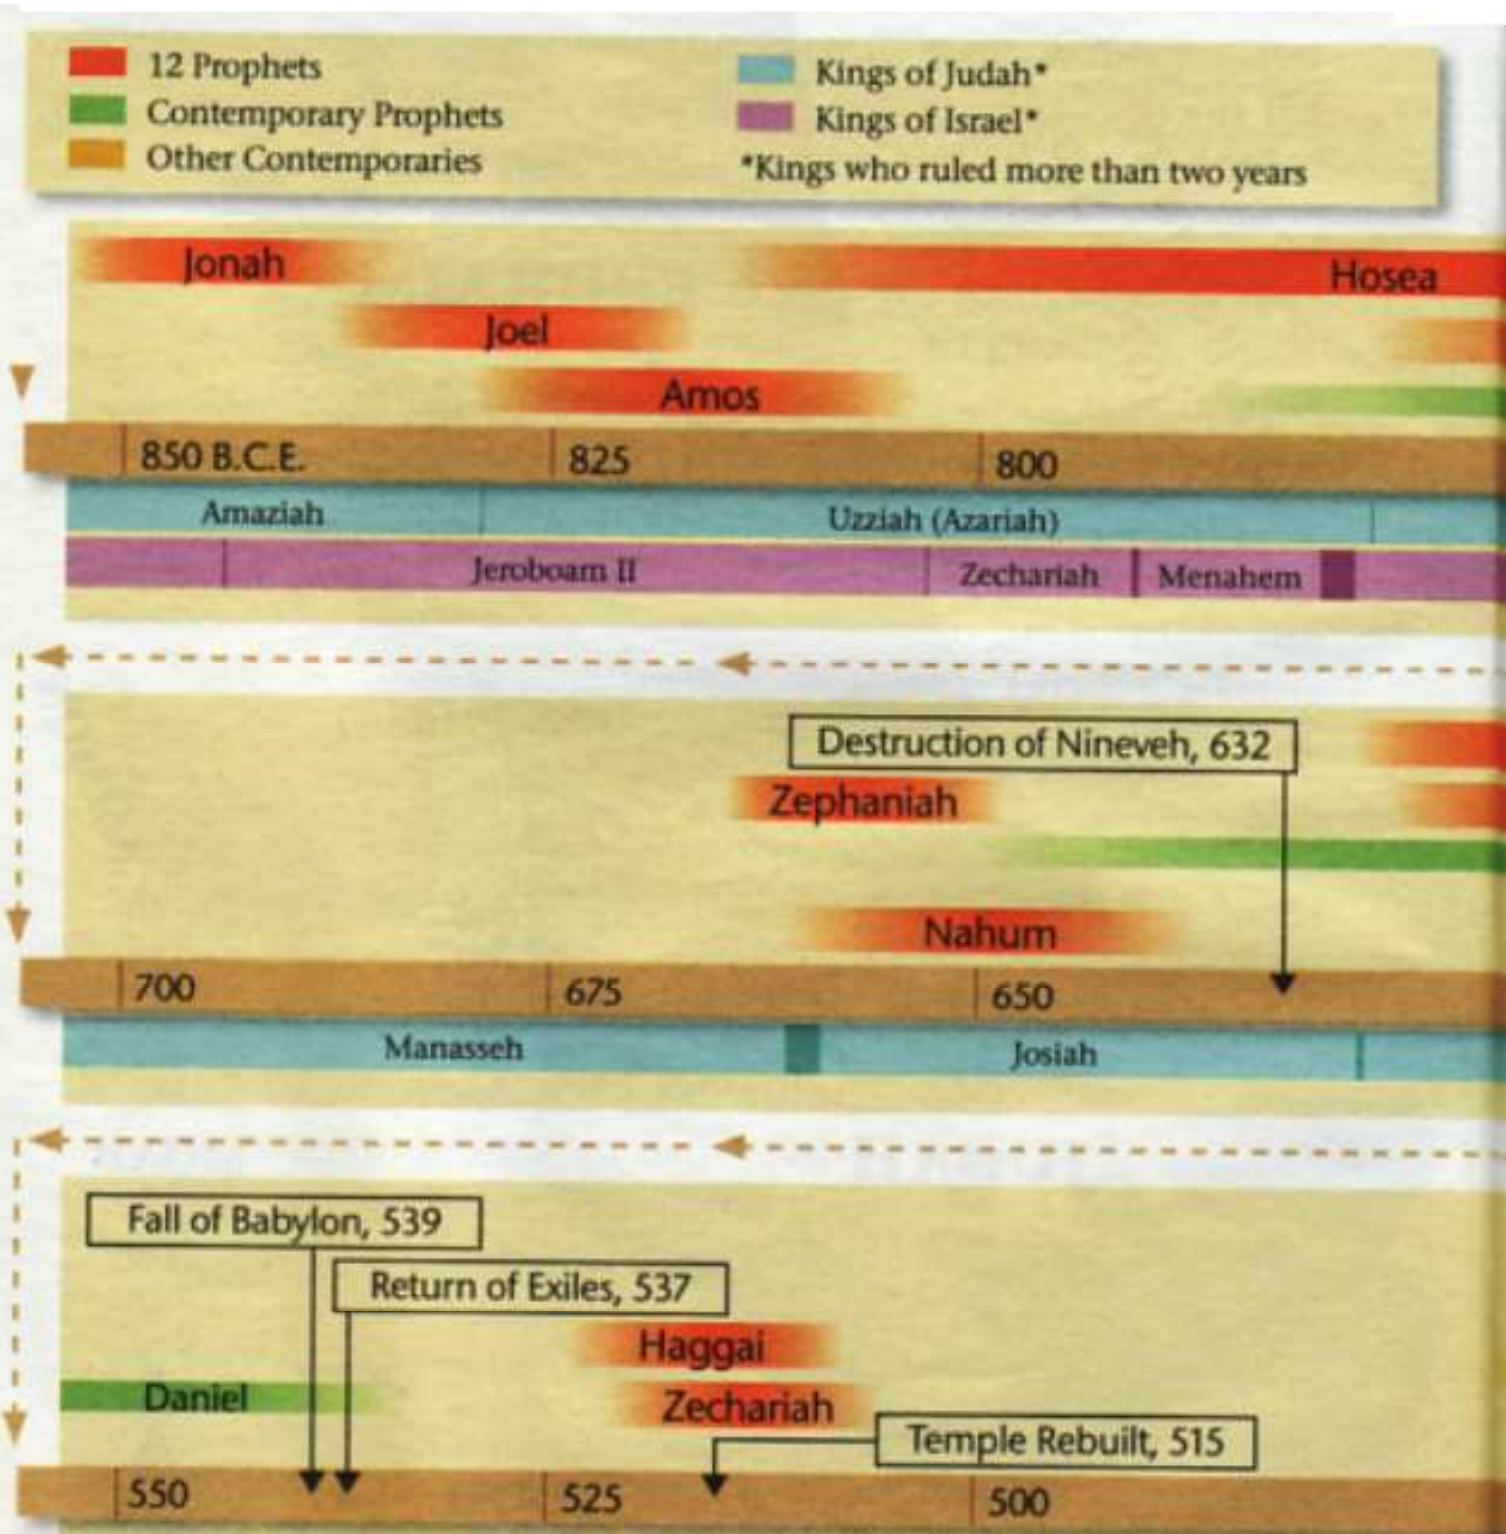 12 Prophets
Contemporary Prophets
Other Contemporaries
Kings of Judah*
Kings of Israel*
*Kings who ruled more than two years
Jonah
Hosea
Joel
Amos
850 B.C.E. 825 800
Amaziah Uzziah (Azariah)
Jeroboam II Zechariah Menahem
Destruction of Nineveh, 632
Zephaniah
Nahum
700 675 650
Manasseh Josiah
Fall of Babylon, 539
Return of Exiles, 537
Haggai
Daniel Zechariah
Temple Rebuilt, 515
550 525 500